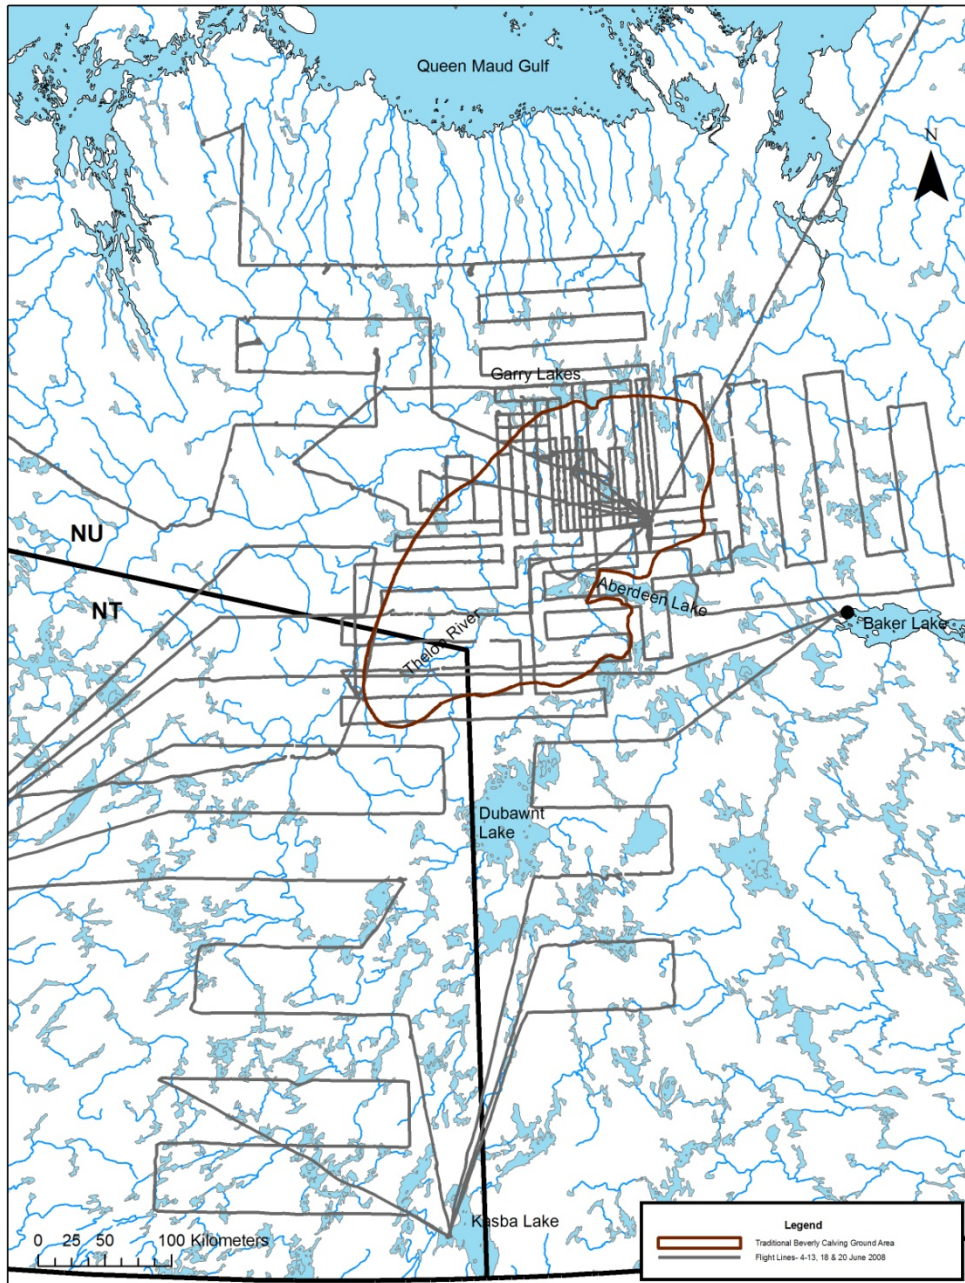 Queen Maud Gulf
N
Garry Lakes
NU
NT
Aberdeen Lake
Thelon River
Baker Lake
Dubawnt
Lake
Kasba Lake
0 25 50 100 Kilometers
Legend
Traditional Beverly Calving Ground Area
Flight Lines- 4-13, 18 & 20 June 2008